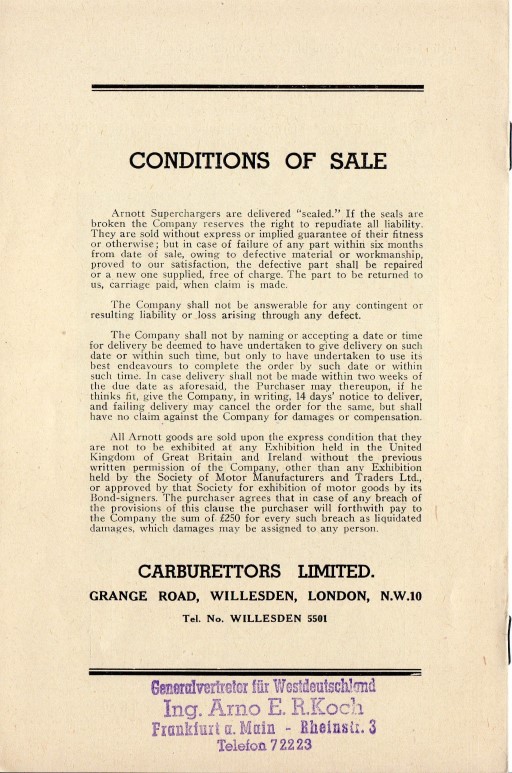 CONDITIONS OF SALE
Arnott Superchargers are delivered "sealed." If the seals are
broken the Company reserves the right to repudiate all liability.
They are sold without express or implied guarantee of their fitness
or otherwise; but in case of failure of any part within six months
from date of sale, owing to defective material or workmanship,
proved to our satisfaction, the defective part shall be repaired
or a new one supplied, free of charge. The part to be returned to
us, carriage paid, when claim is made.
The Company shall not be answerable for any contingent or
resulting liability or loss arising through any defect.
The Company shall not by naming or accepting a date or time
for delivery be deemed to have undertaken to give delivery on such
date or within such time, but only to have undertaken to use its
best endeavours to complete the order by such date or within
such time. In case delivery shall not be made within two weeks of
the due date as aforesaid, the Purchaser may thereupon, if he
thinks fit, give the Company, in writing, 14 days' notice to deliver,
and failing delivery may cancel the order for the same, but shall
have no claim against the Company for damages or compensation.
All Arnott goods are sold upon the express condition that they
are not to be exhibited at any Exhibition held in the United
Kingdom of Great Britain and Ireland without the previous
written permission of the Company, other than any Exhibition
held by the Society of Motor Manufacturers and Traders Ltd.,
or approved by that Society for exhibition of motor goods by its
Bond-signers. The purchaser agrees that in case of any breach of
the provisions of this clause the purchaser will forthwith pay to
the Company the sum of £250 for every such breach as liquidated
damages, which damages may be assigned to any person.
CARBURETTORS LIMITED.
GRANGE ROAD, WILLESDEN, LONDON, N.W.10
Tel. No. WILLESDEN 5501
Generalvertreter für Westdeutschland
Ing. Arno E. R. Koch
Frankfurt a. Main - Rheinstr. 3
Telefon 72223